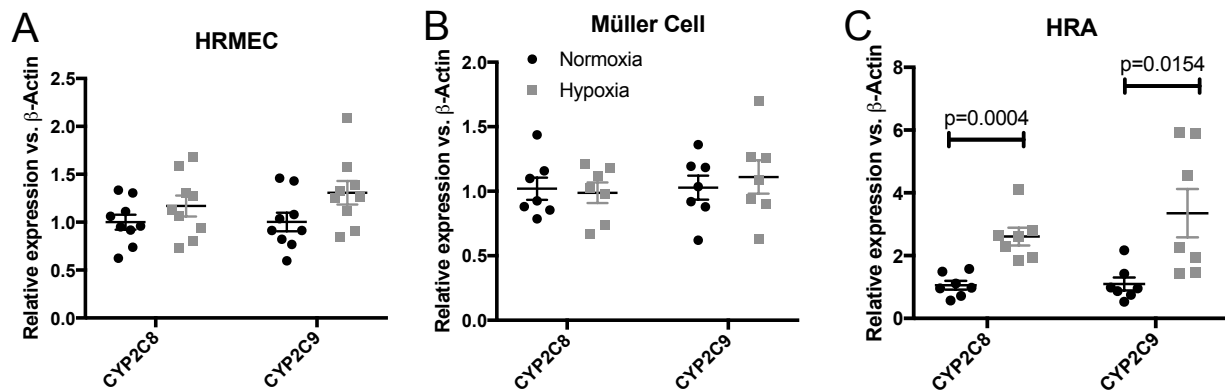 A
HRMEC
Relative expression vs. β-Actin
2.5
2.0
1.5
1.0
0.5
0.0
CYP2C8
CYP2C9
B
Müller Cell
Normoxia
Hypoxia
Relative expression vs. β-Actin
2.0
1.5
1.0
0.5
0.0
CYP2C8
CYP2C9
C
HRA
p=0.0154
p=0.0004
Relative expression vs. β-Actin
8
6
4
2
0
CYP2C8
CYP2C9